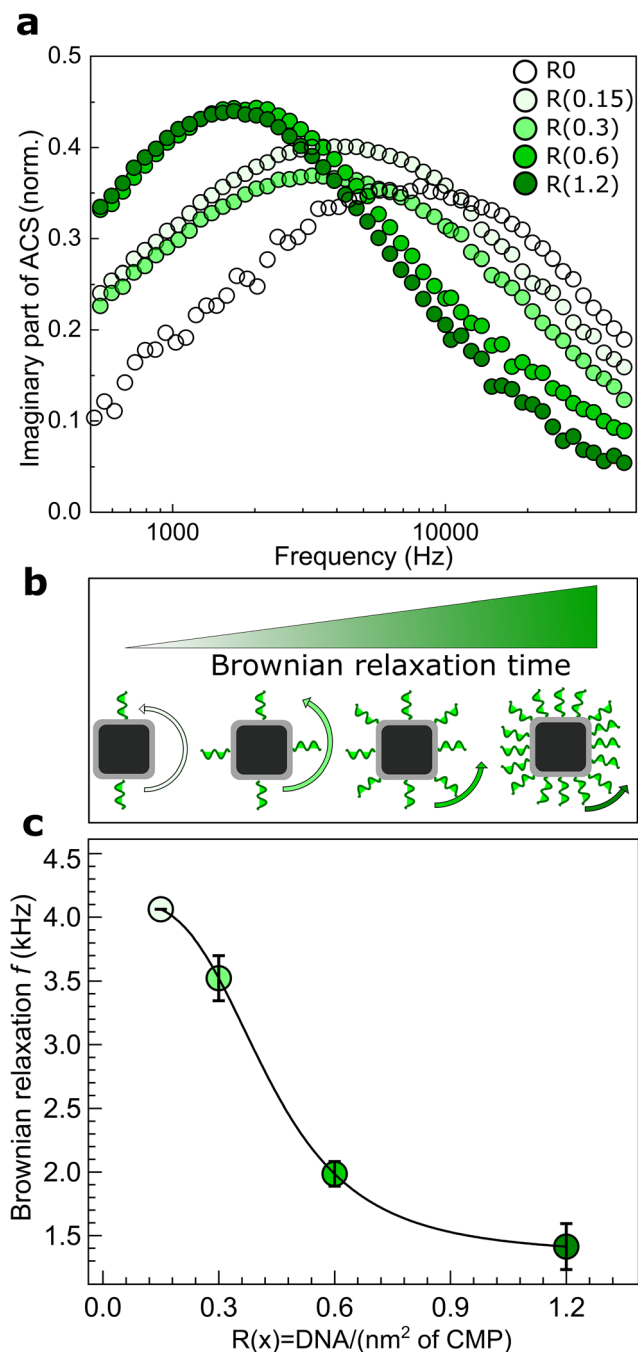 a
0.5
0.4
0.3
0.2
0.1
0.0
Imaginary part of ACS (norm.)
R0
R(0.15)
R(0.3)
R(0.6)
R(1.2)
1000
10000
Frequency (Hz)
b
Brownian relaxation time
c
4.5
4.0
3.5
3.0
2.5
2.0
1.5
Brownian relaxation f (kHz)
0.0
0.3
0.6
0.9
1.2
R(x)=DNA/(nm² of CMP)